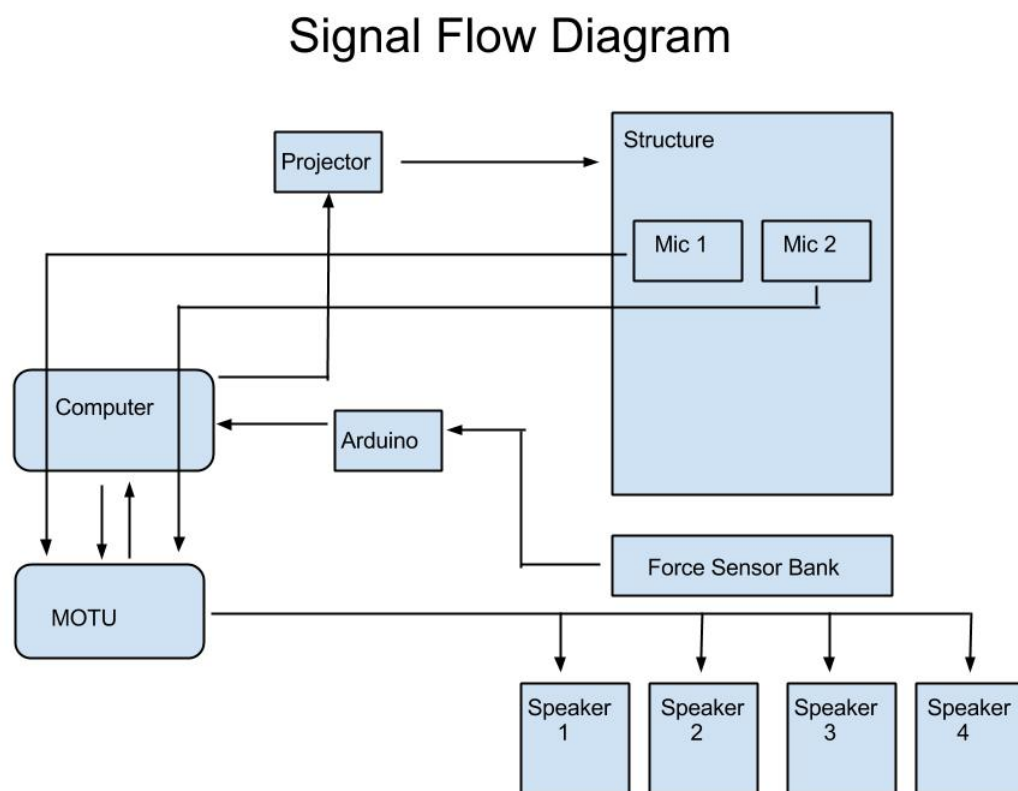 Signal Flow Diagram
Projector
Structure
Mic 1
Mic 2
Computer
Arduino
Force Sensor Bank
MOTU
Speaker
1
Speaker
2
Speaker
3
Speaker
4